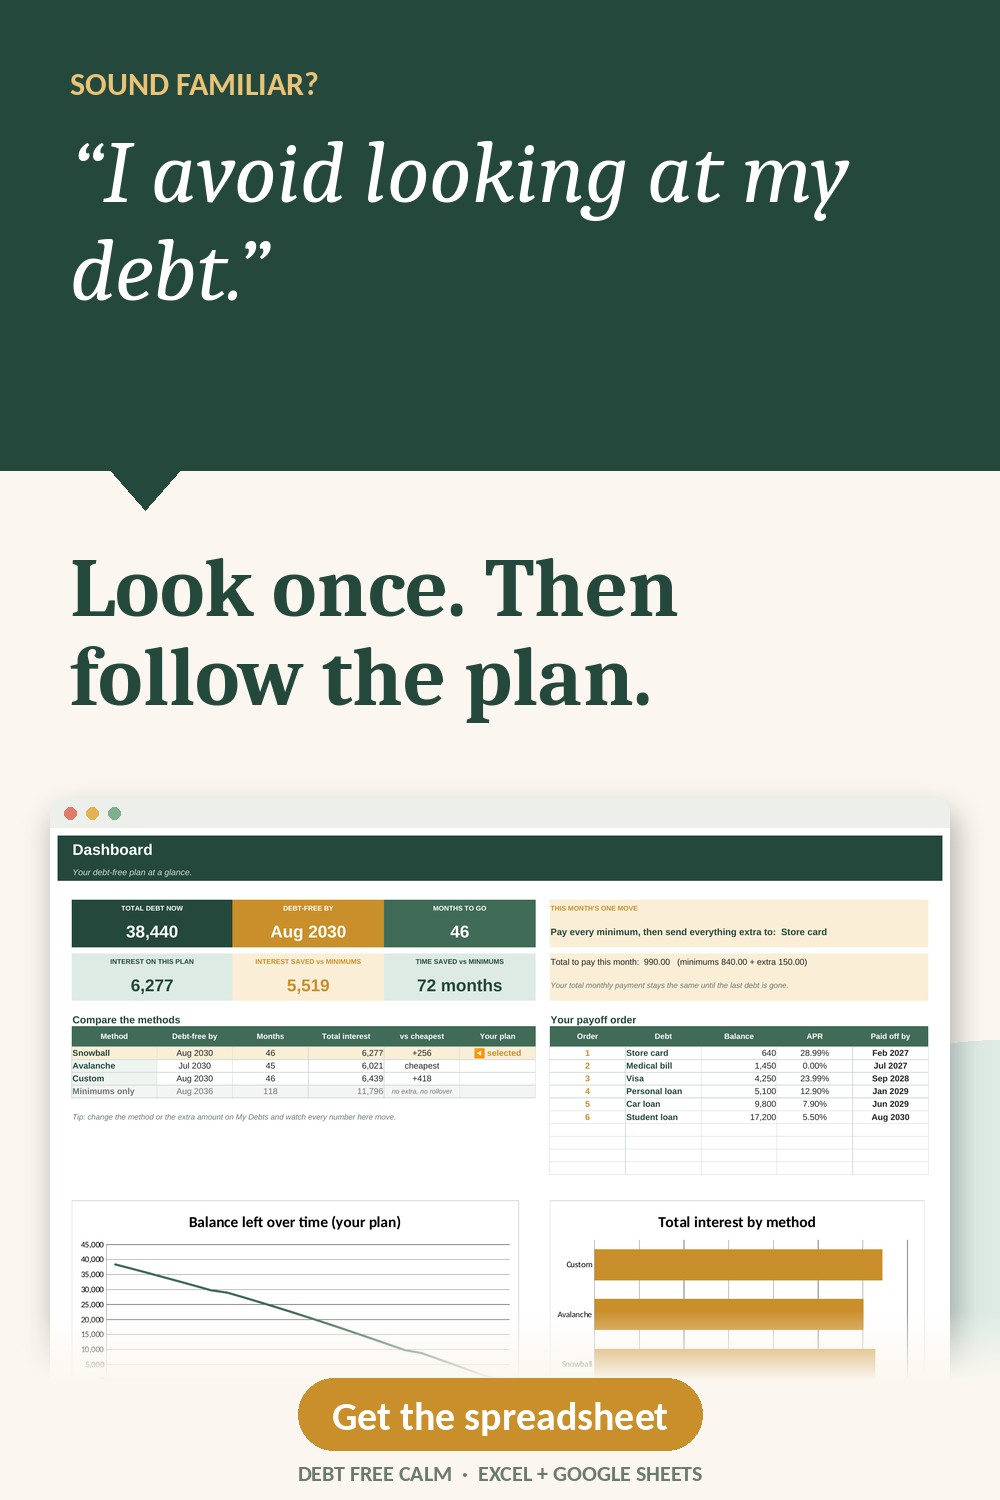 SOUND FAMILIAR?
“I avoid looking at my
debt.”
Look once. Then
follow the plan.
Dashboard
Your debt-free plan at a glance.
TOTAL DEBT NOW
38,440
DEBT-FREE BY
Aug 2030
MONTHS TO GO
46
INTEREST ON THIS PLAN
6,277
INTEREST SAVED vs MINIMUMS
5,519
TIME SAVED vs MINIMUMS
72 months
THIS MONTH'S ONE MOVE
Pay every minimum, then send everything extra to: Store card
Total to pay this month: 990.00 (minimums 840.00 + extra 150.00)
Your total monthly payment stays the same until the last debt is gone.
Compare the methods
Method Debt-free by Months Total interest vs cheapest Your plan
Snowball Aug 2030 46 6,277 +256 ◀ selected
Avalanche Jul 2030 45 6,021 cheapest
Custom Aug 2030 46 6,439 +418
Minimums only Aug 2036 118 11,796 no extra, no rollover
Tip: change the method or the extra amount on My Debts and watch every number here move.
Your payoff order
Order Debt Balance APR Paid off by
1 Store card 640 28.99% Feb 2027
2 Medical bill 1,450 0.00% Jul 2027
3 Visa 4,250 23.99% Sep 2028
4 Personal loan 5,100 12.90% Jan 2029
5 Car loan 9,800 7.90% Jun 2029
6 Student loan 17,200 5.50% Aug 2030
Balance left over time (your plan)
45,000
40,000
35,000
30,000
25,000
20,000
15,000
10,000
5,000
Total interest by method
Custom
Avalanche
Snowball
Get the spreadsheet
DEBT FREE CALM · EXCEL + GOOGLE SHEETS